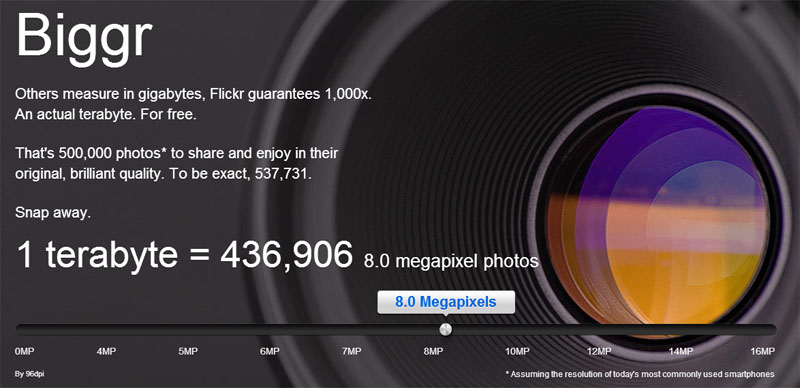 Biggr
Others measure in gigabytes, Flickr guarantees 1,000x.
An actual terabyte. For free.
That's 500,000 photos* to share and enjoy in their
original, brilliant quality. To be exact, 537,731.
Snap away.
1 terabyte = 436,906 8.0 megapixel photos
8.0 Megapixels
0MP 4MP 5MP 6MP 7MP 8MP 10MP 12MP 14MP 16MP
By 96dpi * Assuming the resolution of today's most commonly used smartphones